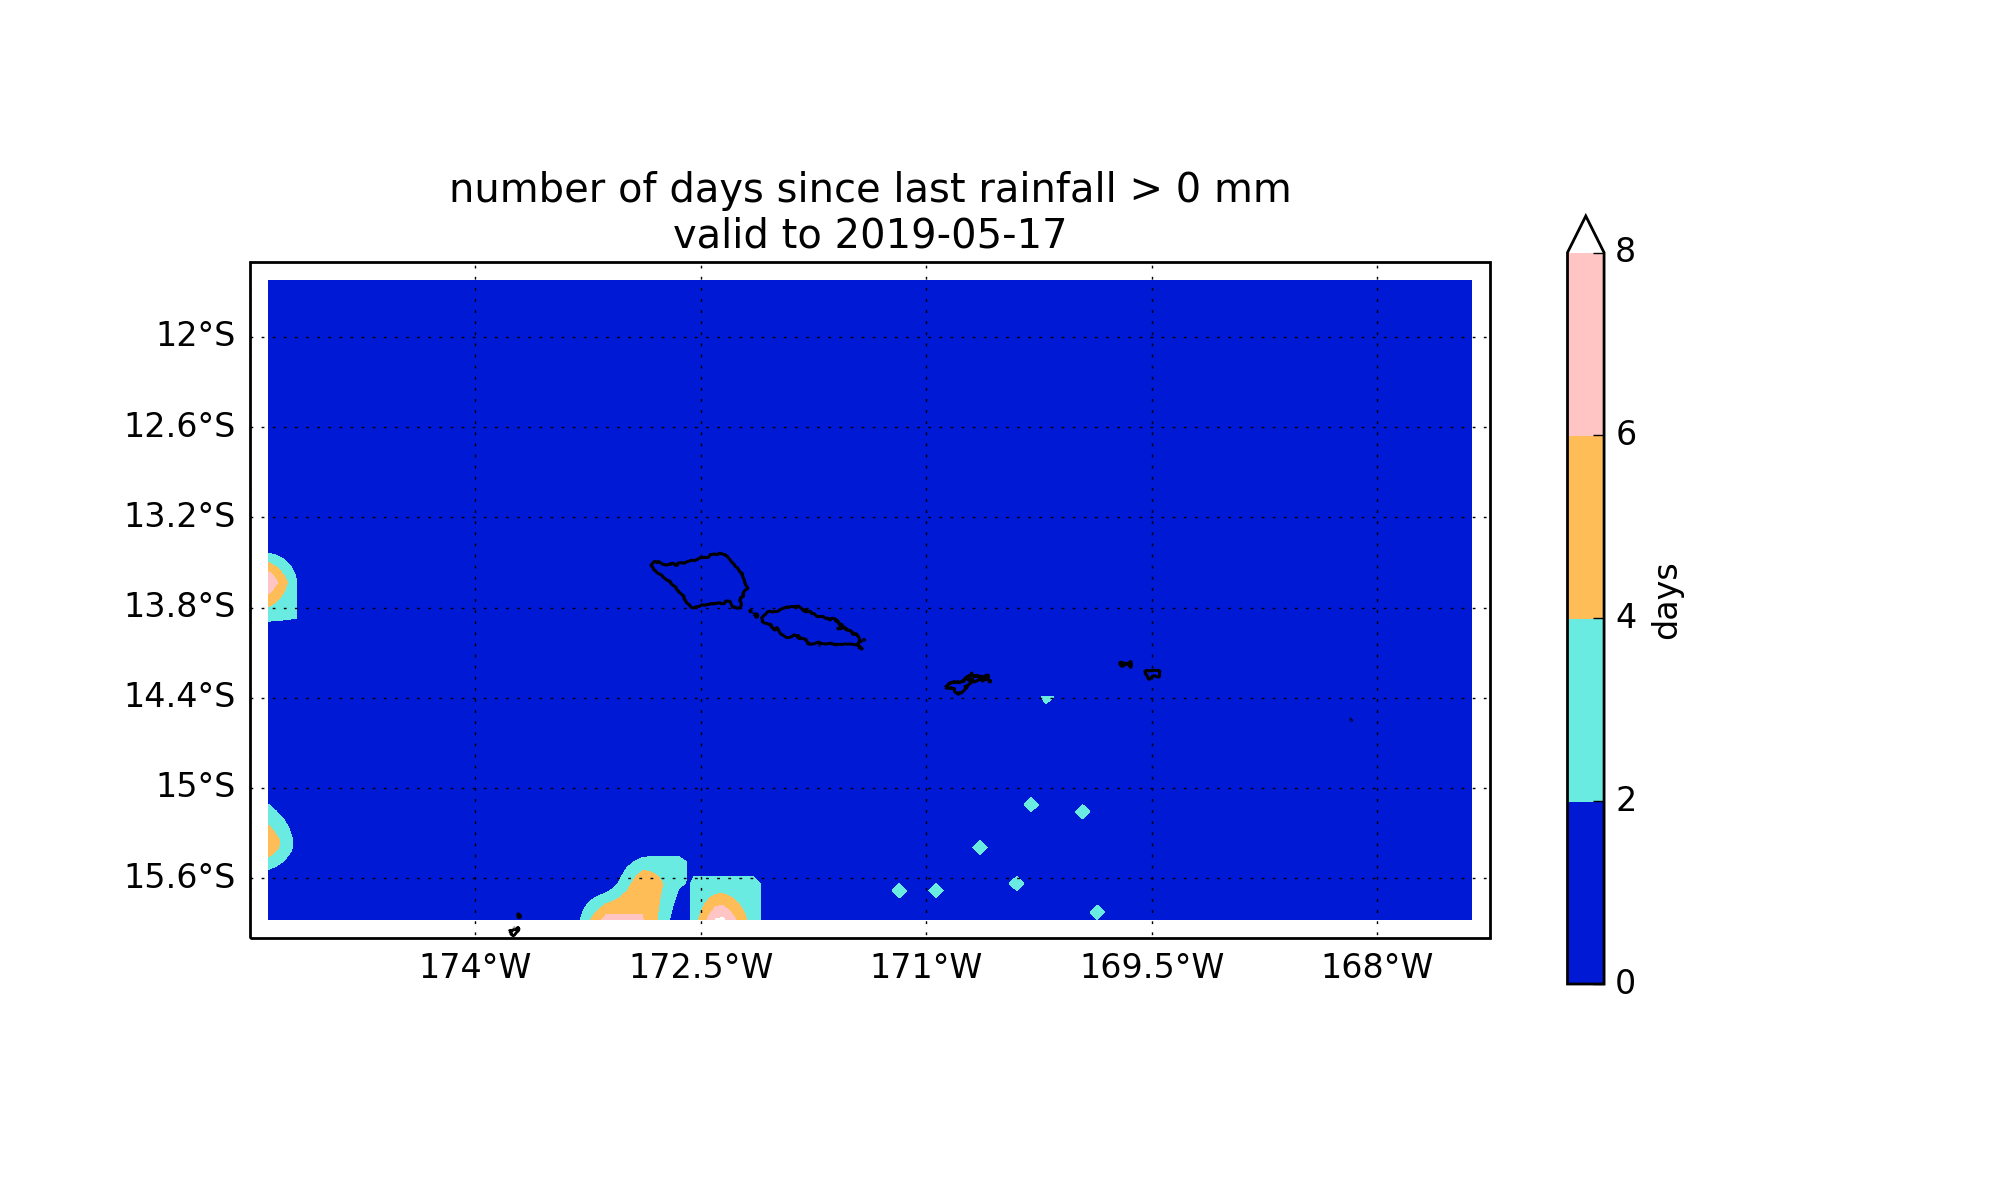 number of days since last rainfall > 0 mm
valid to 2019-05-17
12°S
12.6°S
13.2°S
13.8°S
14.4°S
15°S
15.6°S
174°W 172.5°W 171°W 169.5°W 168°W
8
6
4
2
0
days